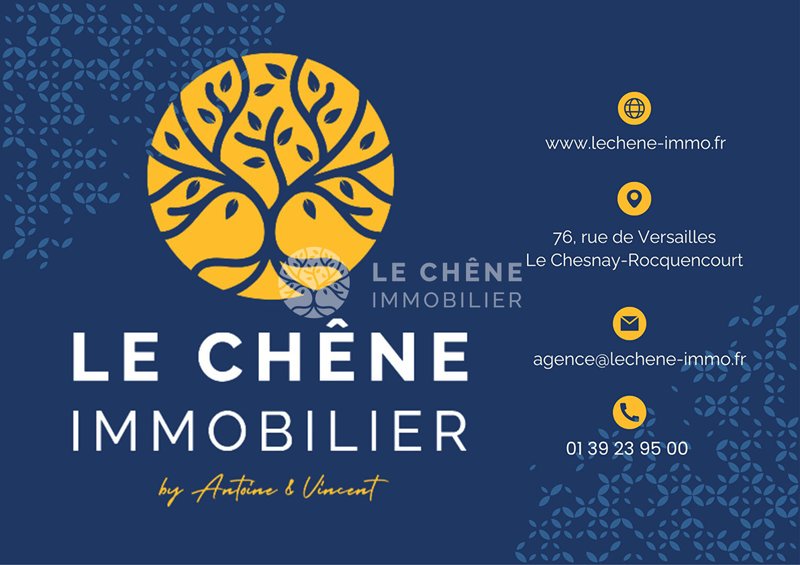 LE CHÊNE
IMMOBILIER
by Antoine & Vincent
LE CHÊNE
IMMOBILIER
www.lechene-immo.fr
76, rue de Versailles
Le Chesnay-Rocquencourt
agence@lechene-immo.fr
01 39 23 95 00